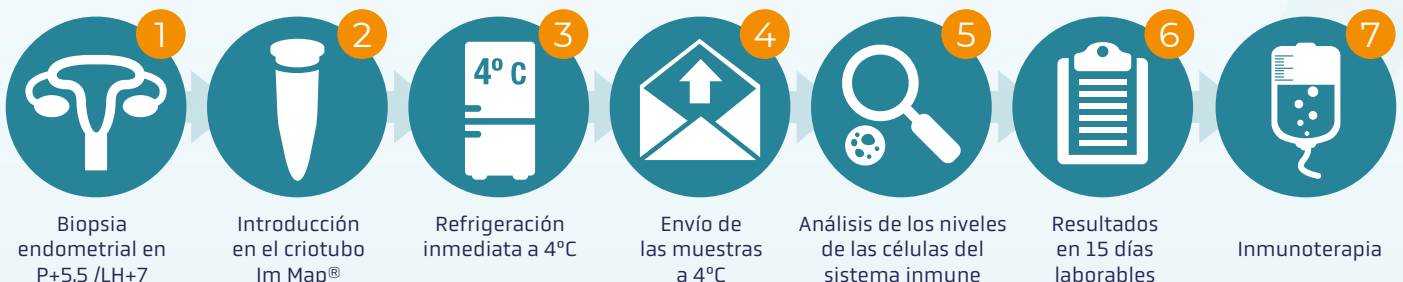 1
Biopsia
endometrial en
P+5,5 /LH+7
2
Introducción
en el criotubo
Im Map®
3
4º C
Refrigeración
inmediata a 4ºC
4
Envío de
las muestras
a 4ºC
5
Análisis de los niveles
de las células del
sistema inmune
6
Resultados
en 15 días
laborables
7
Inmunoterapia